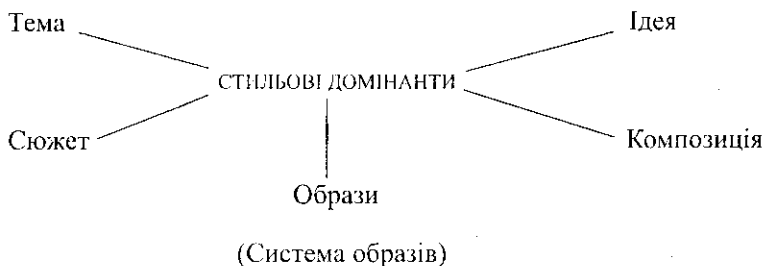 Тема
Ідея
СТИЛЬОВІ ДОМІНАНТИ
Сюжет
Композиція
Образи
(Система образів)